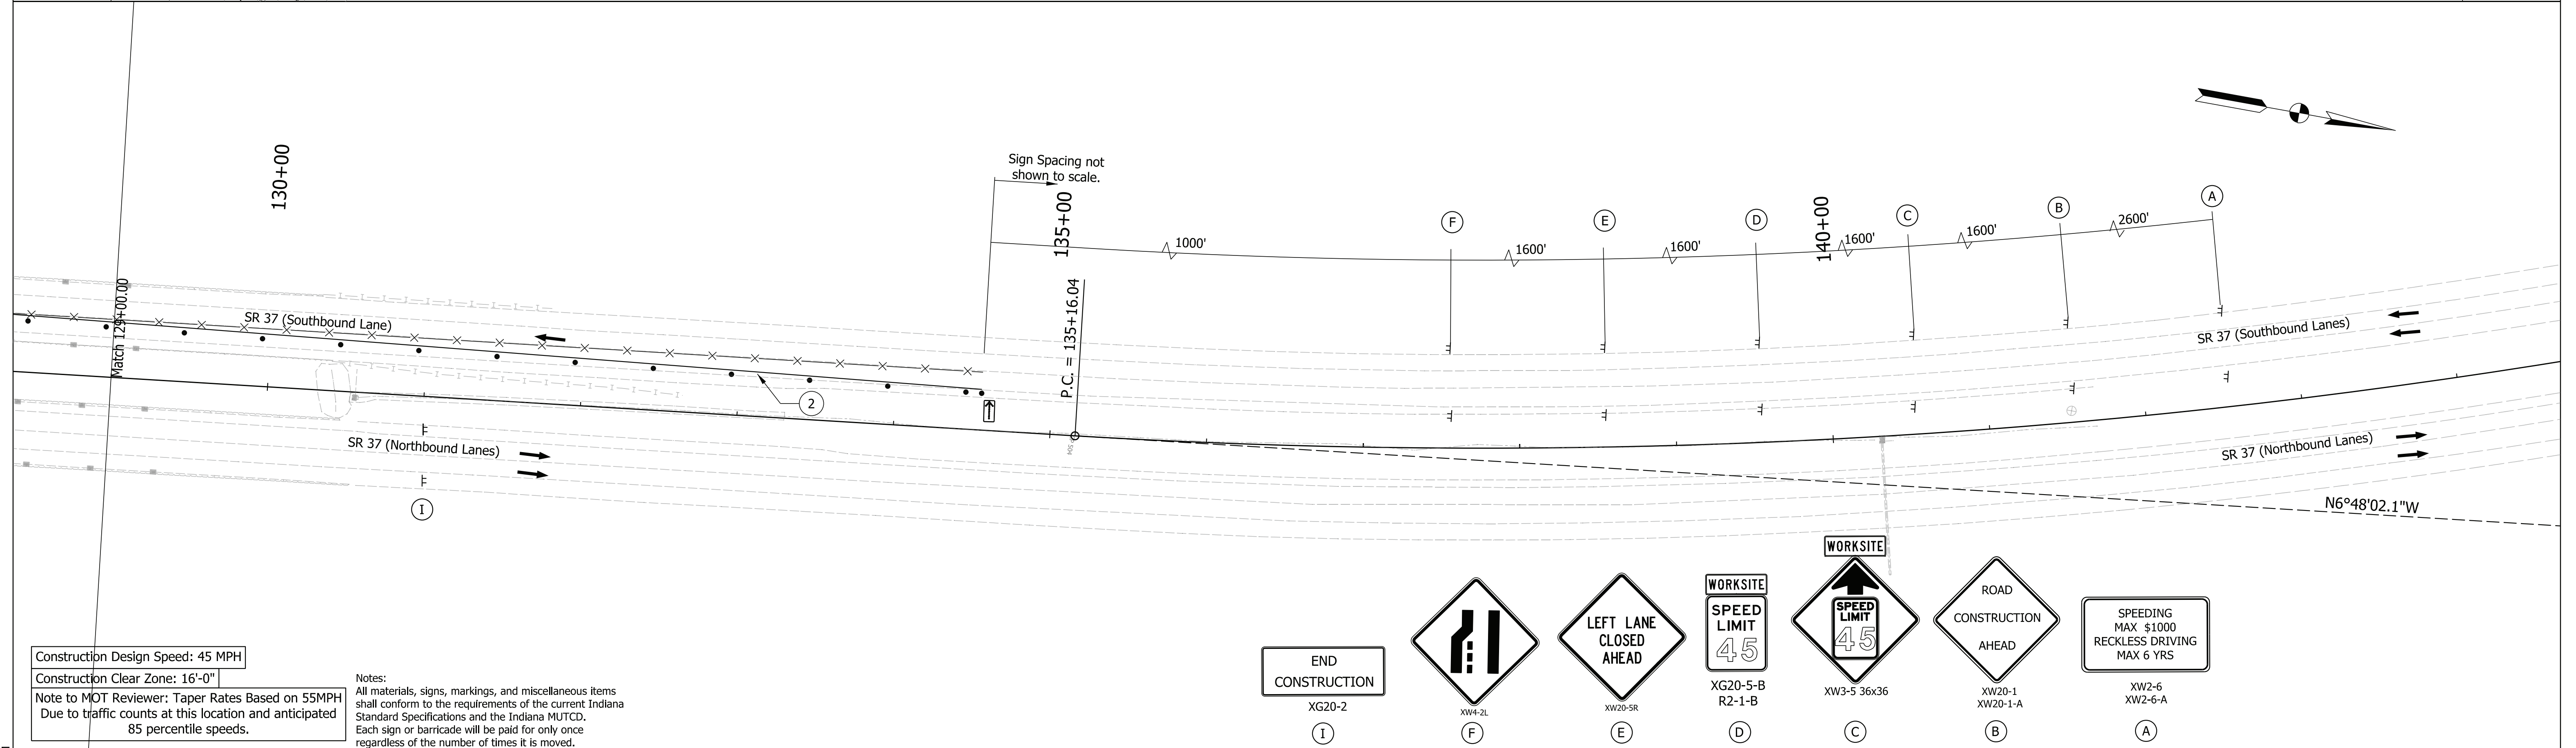 130+00
Sign Spacing not
shown to scale.
135+00
140+00
F
E
D
C
B
A
1000'
1600'
1600'
1600'
1600'
2600'
Match 129+00.00
SR 37 (Southbound Lane)
P.C. = 135+16.04
SR 37 (Southbound Lanes)
2
SR 37 (Northbound Lanes)
SR 37 (Northbound Lanes)
I
N6°48'02.1"W
WORKSITE
SPEED
LIMIT
45
WORKSITE
SPEED
LIMIT
45
LEFT LANE
CLOSED
AHEAD
ROAD
CONSTRUCTION
AHEAD
SPEEDING
MAX $1000
RECKLESS DRIVING
MAX 6 YRS
END
CONSTRUCTION
XG20-2
XW4-2L
XW20-5R
XG20-5-B
R2-1-B
XW3-5 36x36
XW20-1
XW20-1-A
XW2-6
XW2-6-A
I
F
E
D
C
B
A
Construction Design Speed: 45 MPH
Construction Clear Zone: 16'-0"
Note to MOT Reviewer: Taper Rates Based on 55MPH
Due to traffic counts at this location and anticipated
85 percentile speeds.
Notes:
All materials, signs, markings, and miscellaneous items
shall conform to the requirements of the current Indiana
Standard Specifications and the Indiana MUTCD.
Each sign or barricade will be paid for only once
regardless of the number of times it is moved.